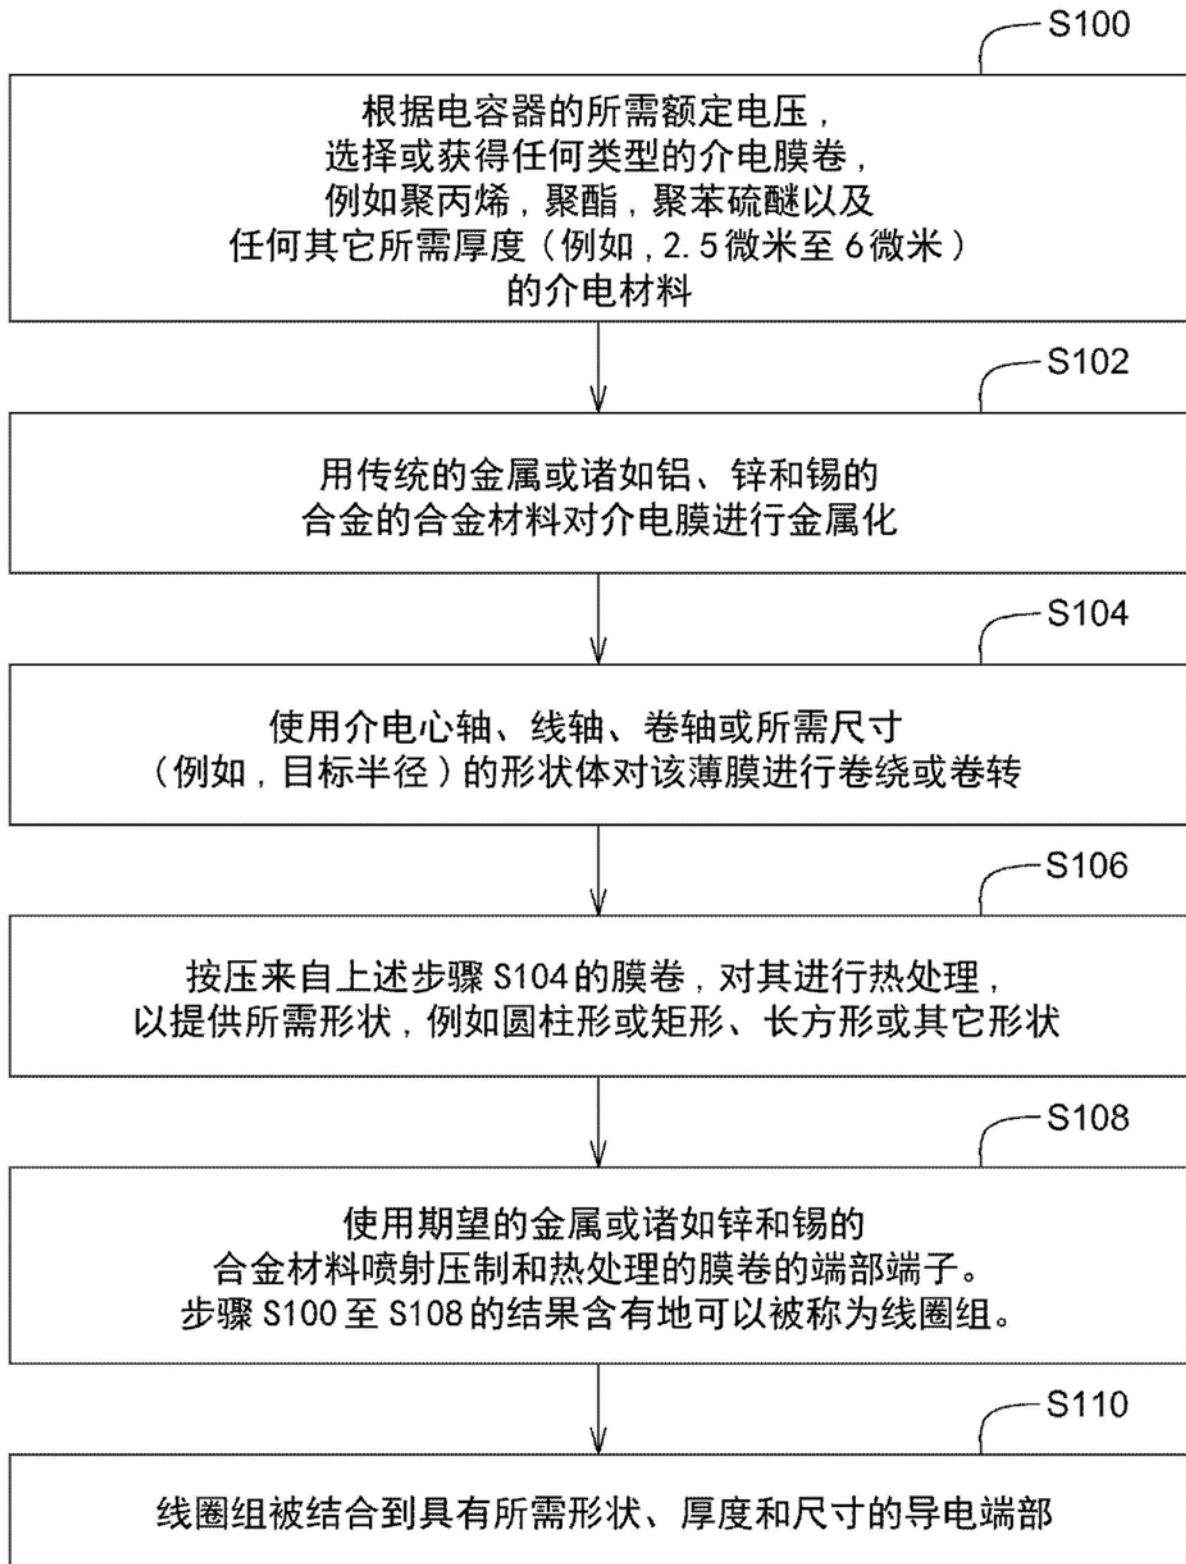 S100
根据电容器的所需额定电压，
选择或获得任何类型的介电膜卷，
例如聚丙烯，聚酯，聚苯硫醚以及
任何其它所需厚度（例如，2.5微米至6微米）
的介电材料
S102
用传统的金属或诸如铝、锌和锡的
合金的合金材料对介电膜进行金属化
S104
使用介电心轴、线轴、卷轴或所需尺寸
（例如，目标半径）的形状体对该薄膜进行卷绕或卷转
S106
按压来自上述步骤S104的膜卷，对其进行热处理，
以提供所需形状，例如圆柱形或矩形、长方形或其它形状
S108
使用期望的金属或诸如锌和锡的
合金材料喷射压制和热处理的膜卷的端部端子。
步骤S100至S108的结果含有地可以被称为线圈组。
S110
线圈组被结合到具有所需形状、厚度和尺寸的导电端部